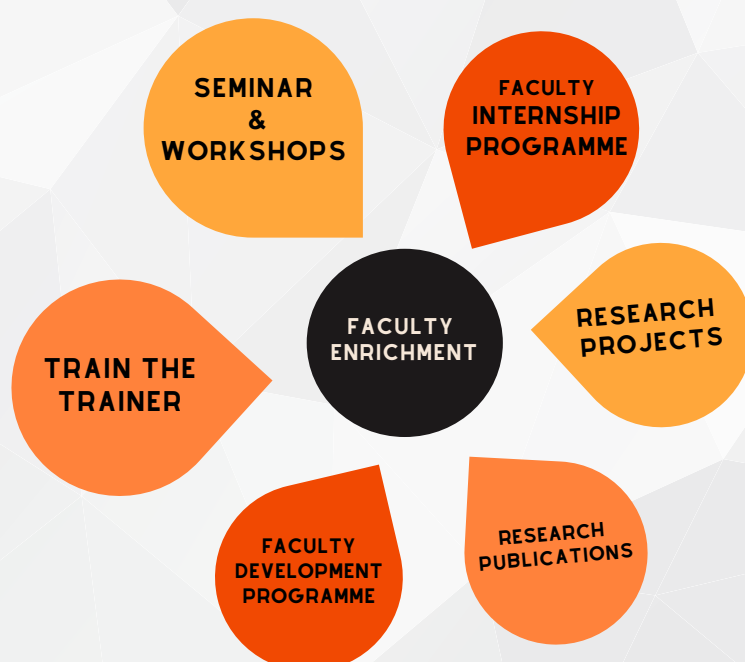 SEMINAR
&
WORKSHOPS
FACULTY
INTERNSHIP
PROGRAMME
FACULTY
ENRICHMENT
RESEARCH
PROJECTS
TRAIN THE
TRAINER
FACULTY
DEVELOPMENT
PROGRAMME
RESEARCH
PUBLICATIONS